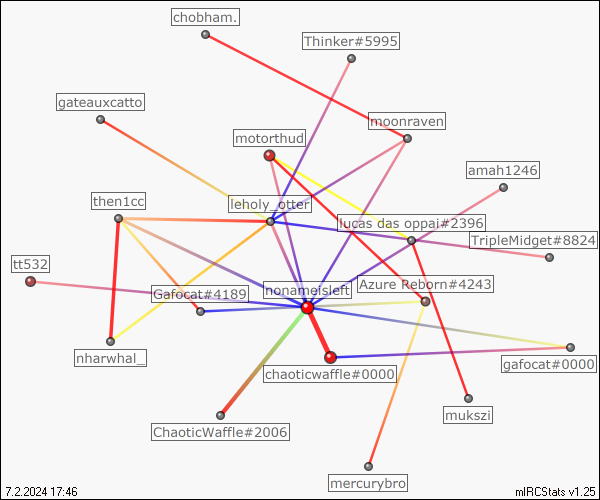 chobham.
Thinker#5995
gateauxcatto
moonraven
motorthud
amah1246
then1cc
leholy_otter
lucas das oppai#2396
TripleMidget#8824
tt532
Gafocat#4189
nonameisleft
Azure Reborn#4243
nharwhal_
chaoticwaffle#0000
gafocat#0000
mukszi
ChaoticWaffle#2006
mercurybro
7.2.2024 17:46
mIRCStats v1.25